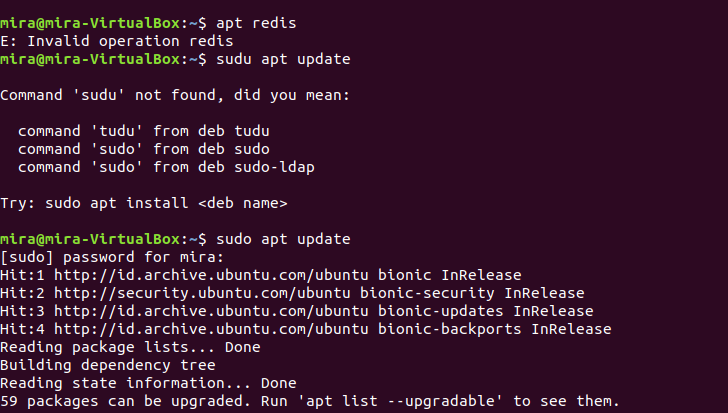 mira@mira-VirtualBox:~$ apt redis
E: Invalid operation redis
mira@mira-VirtualBox:~$ sudu apt update
Command 'sudu' not found, did you mean:
command 'tudu' from deb tudu
command 'sudo' from deb sudo
command 'sudo' from deb sudo-ldap
Try: sudo apt install <deb name>
mira@mira-VirtualBox:~$ sudo apt update
[sudo] password for mira:
Hit:1 http://id.archive.ubuntu.com/ubuntu bionic InRelease
Hit:2 http://security.ubuntu.com/ubuntu bionic-security InRelease
Hit:3 http://id.archive.ubuntu.com/ubuntu bionic-updates InRelease
Hit:4 http://id.archive.ubuntu.com/ubuntu bionic-backports InRelease
Reading package lists... Done
Building dependency tree
Reading state information... Done
59 packages can be upgraded. Run 'apt list --upgradable' to see them.